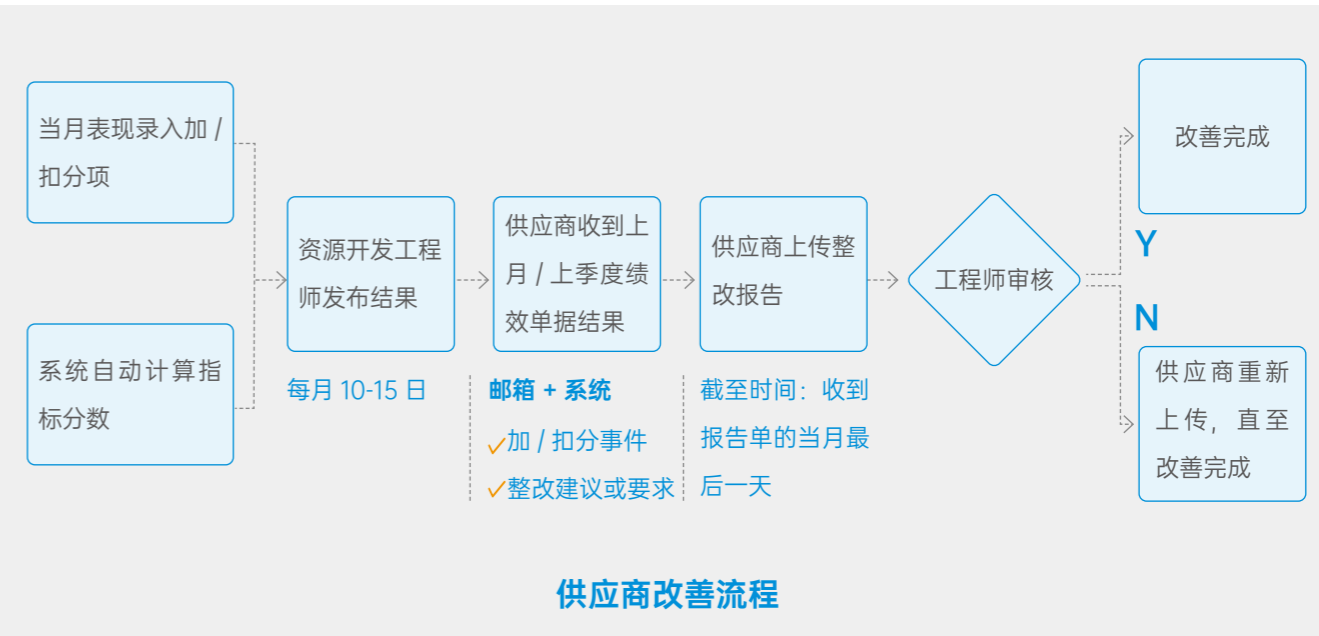 当月表现录入加 /
扣分项
系统自动计算指
标分数
资源开发工程
师发布结果
每月 10-15 日
供应商收到上
月 / 上季度绩
效单据结果
邮箱 + 系统
✓加 / 扣分事件
✓整改建议或要求
供应商上传整
改报告
截至时间：收到
报告单的当月最
后一天
工程师审核
Y
N
改善完成
供应商重新
上传，直至
改善完成
供应商改善流程